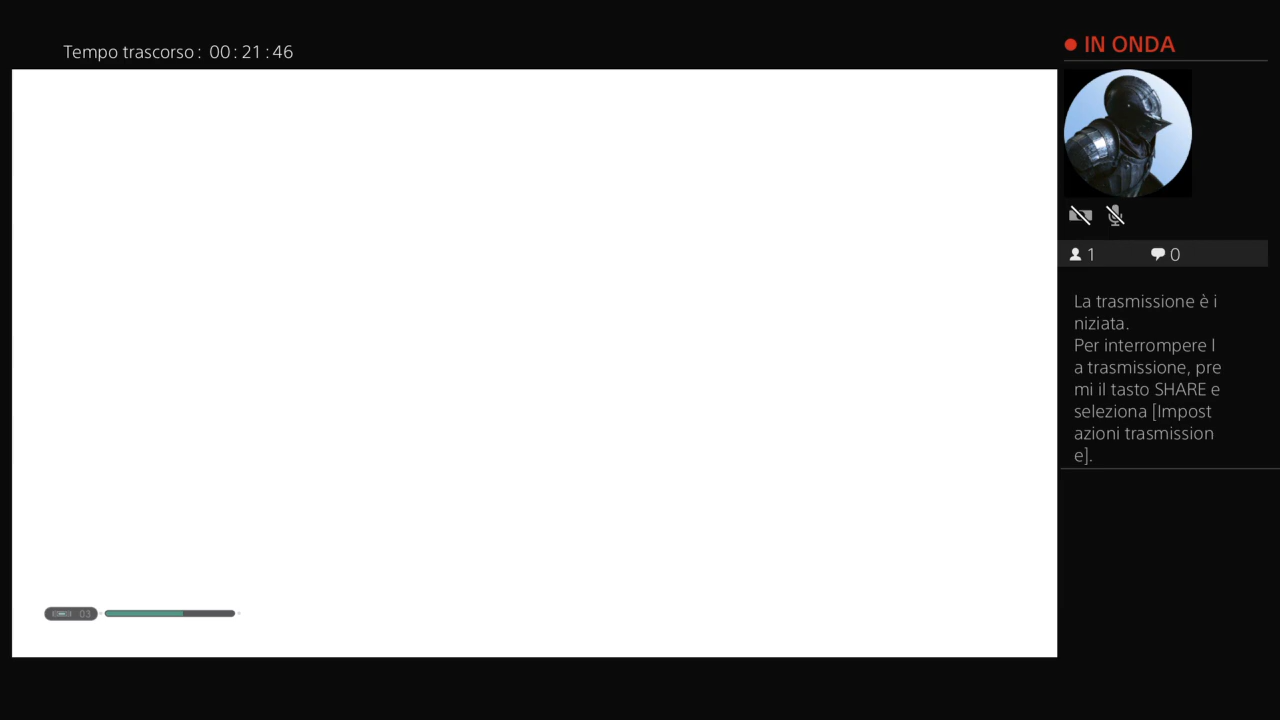 Tempo trascorso : 00 : 21 : 46
IN ONDA
1 0
La trasmissione è i
niziata.
Per interrompere l
a trasmissione, pre
mi il tasto SHARE e
seleziona [Impost
azioni trasmission
e].
03